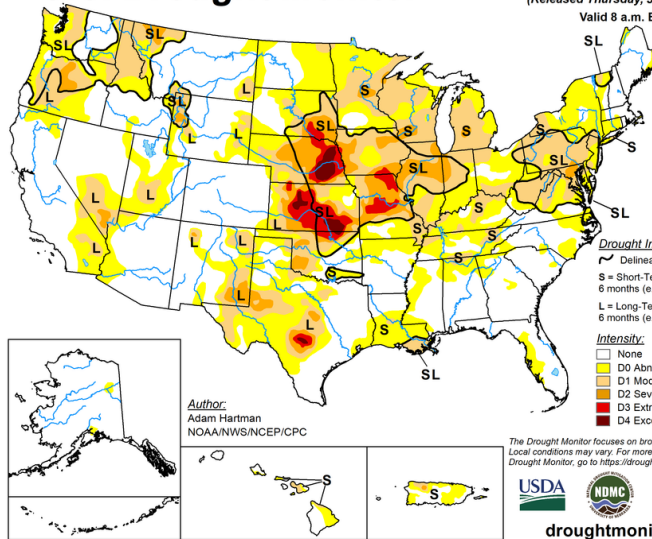 (Released Thursday,
Valid 8 a.m. E
SL
SL
SL
L
SL
L
L
L
S
S
S
S
SL
SL
S
SL
S
SL
SL
L
L
L
S
S
S
L
L
L
L
S
S
L
S
SL
Drought Im
Delinea
S = Short-Te
6 months (e
L = Long-Te
6 months (e
Intensity:
None
D0 Abn
D1 Mod
D2 Sev
D3 Extr
D4 Exce
Author:
Adam Hartman
NOAA/NWS/NCEP/CPC
The Drought Monitor focuses on bro
Local conditions may vary. For more
Drought Monitor, go to https://drough
S
S
USDA
NDMC
droughtmoni